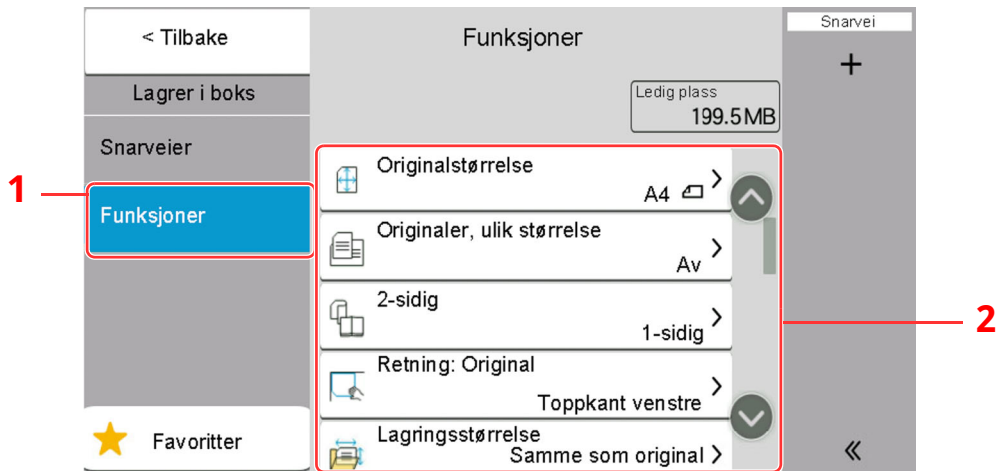 < Tilbake
Funksjoner
Snarvei
+
Lagrer i boks
Ledig plass
199.5MB
Snarveier
1
Funksjoner
Originalstørrelse
A4
Originaler, ulik størrelse
Av
2-sidig
1-sidig
2
Retning: Original
Toppkant venstre
Favoritter
Lagringsstørrelse
Samme som original